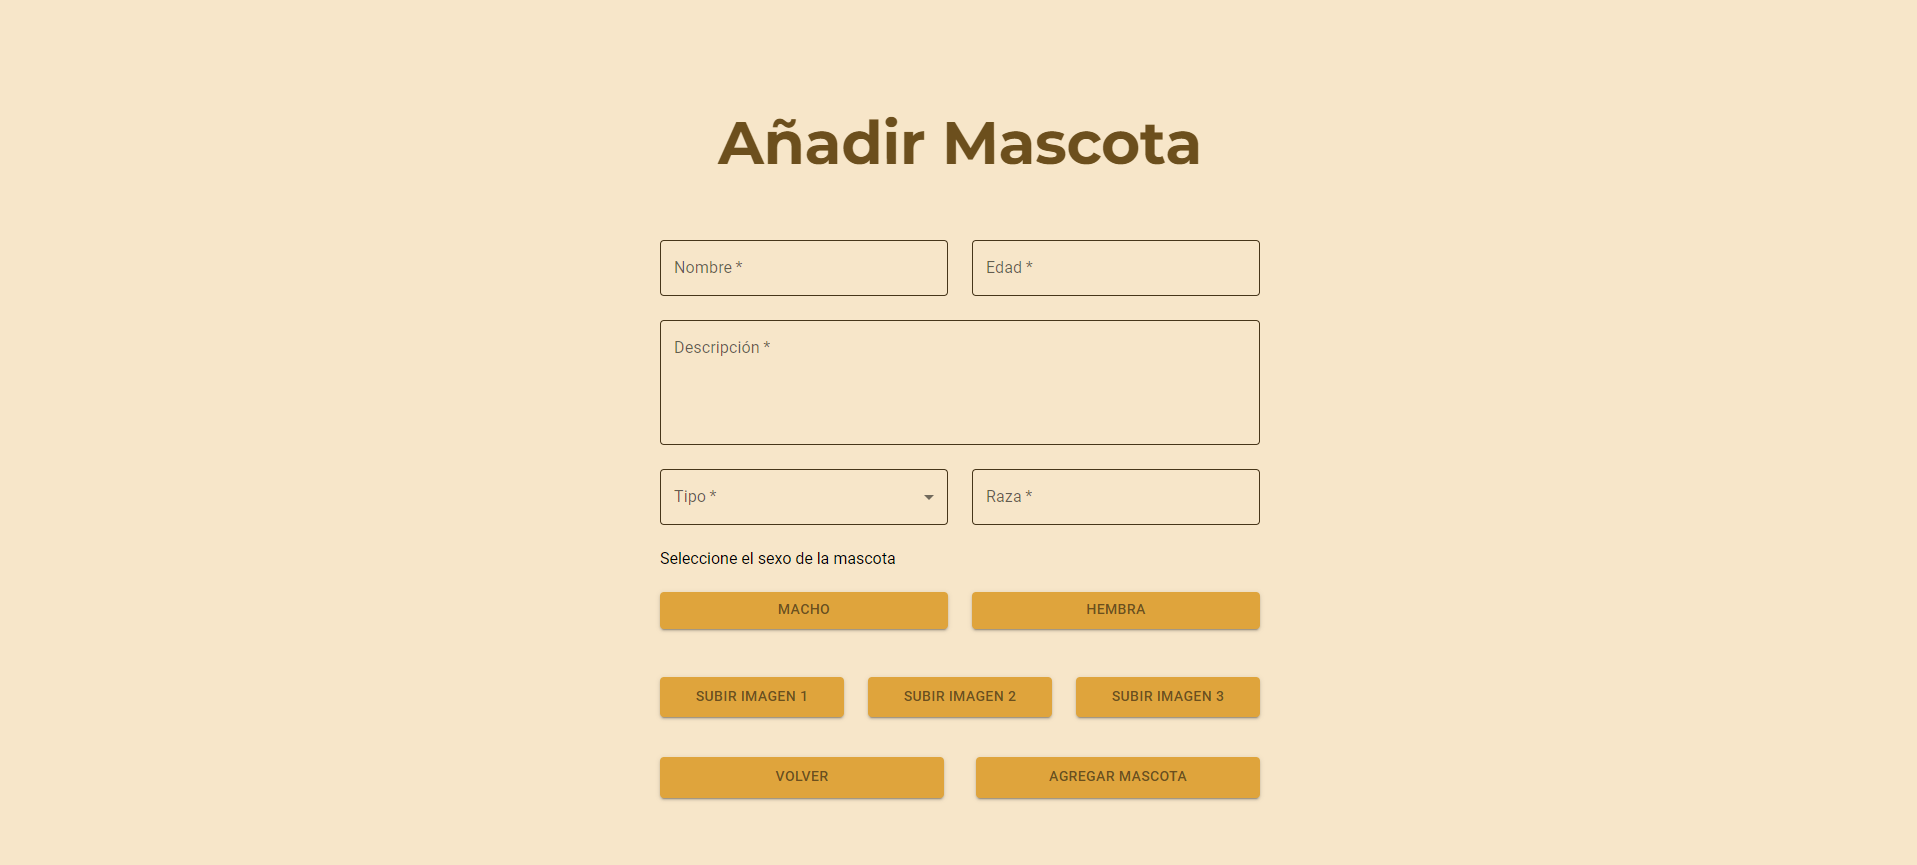 Añadir Mascota
Nombre *
Edad *
Descripción *
Tipo *
Raza *
Seleccione el sexo de la mascota
MACHO
HEMBRA
SUBIR IMAGEN 1
SUBIR IMAGEN 2
SUBIR IMAGEN 3
VOLVER
AGREGAR MASCOTA